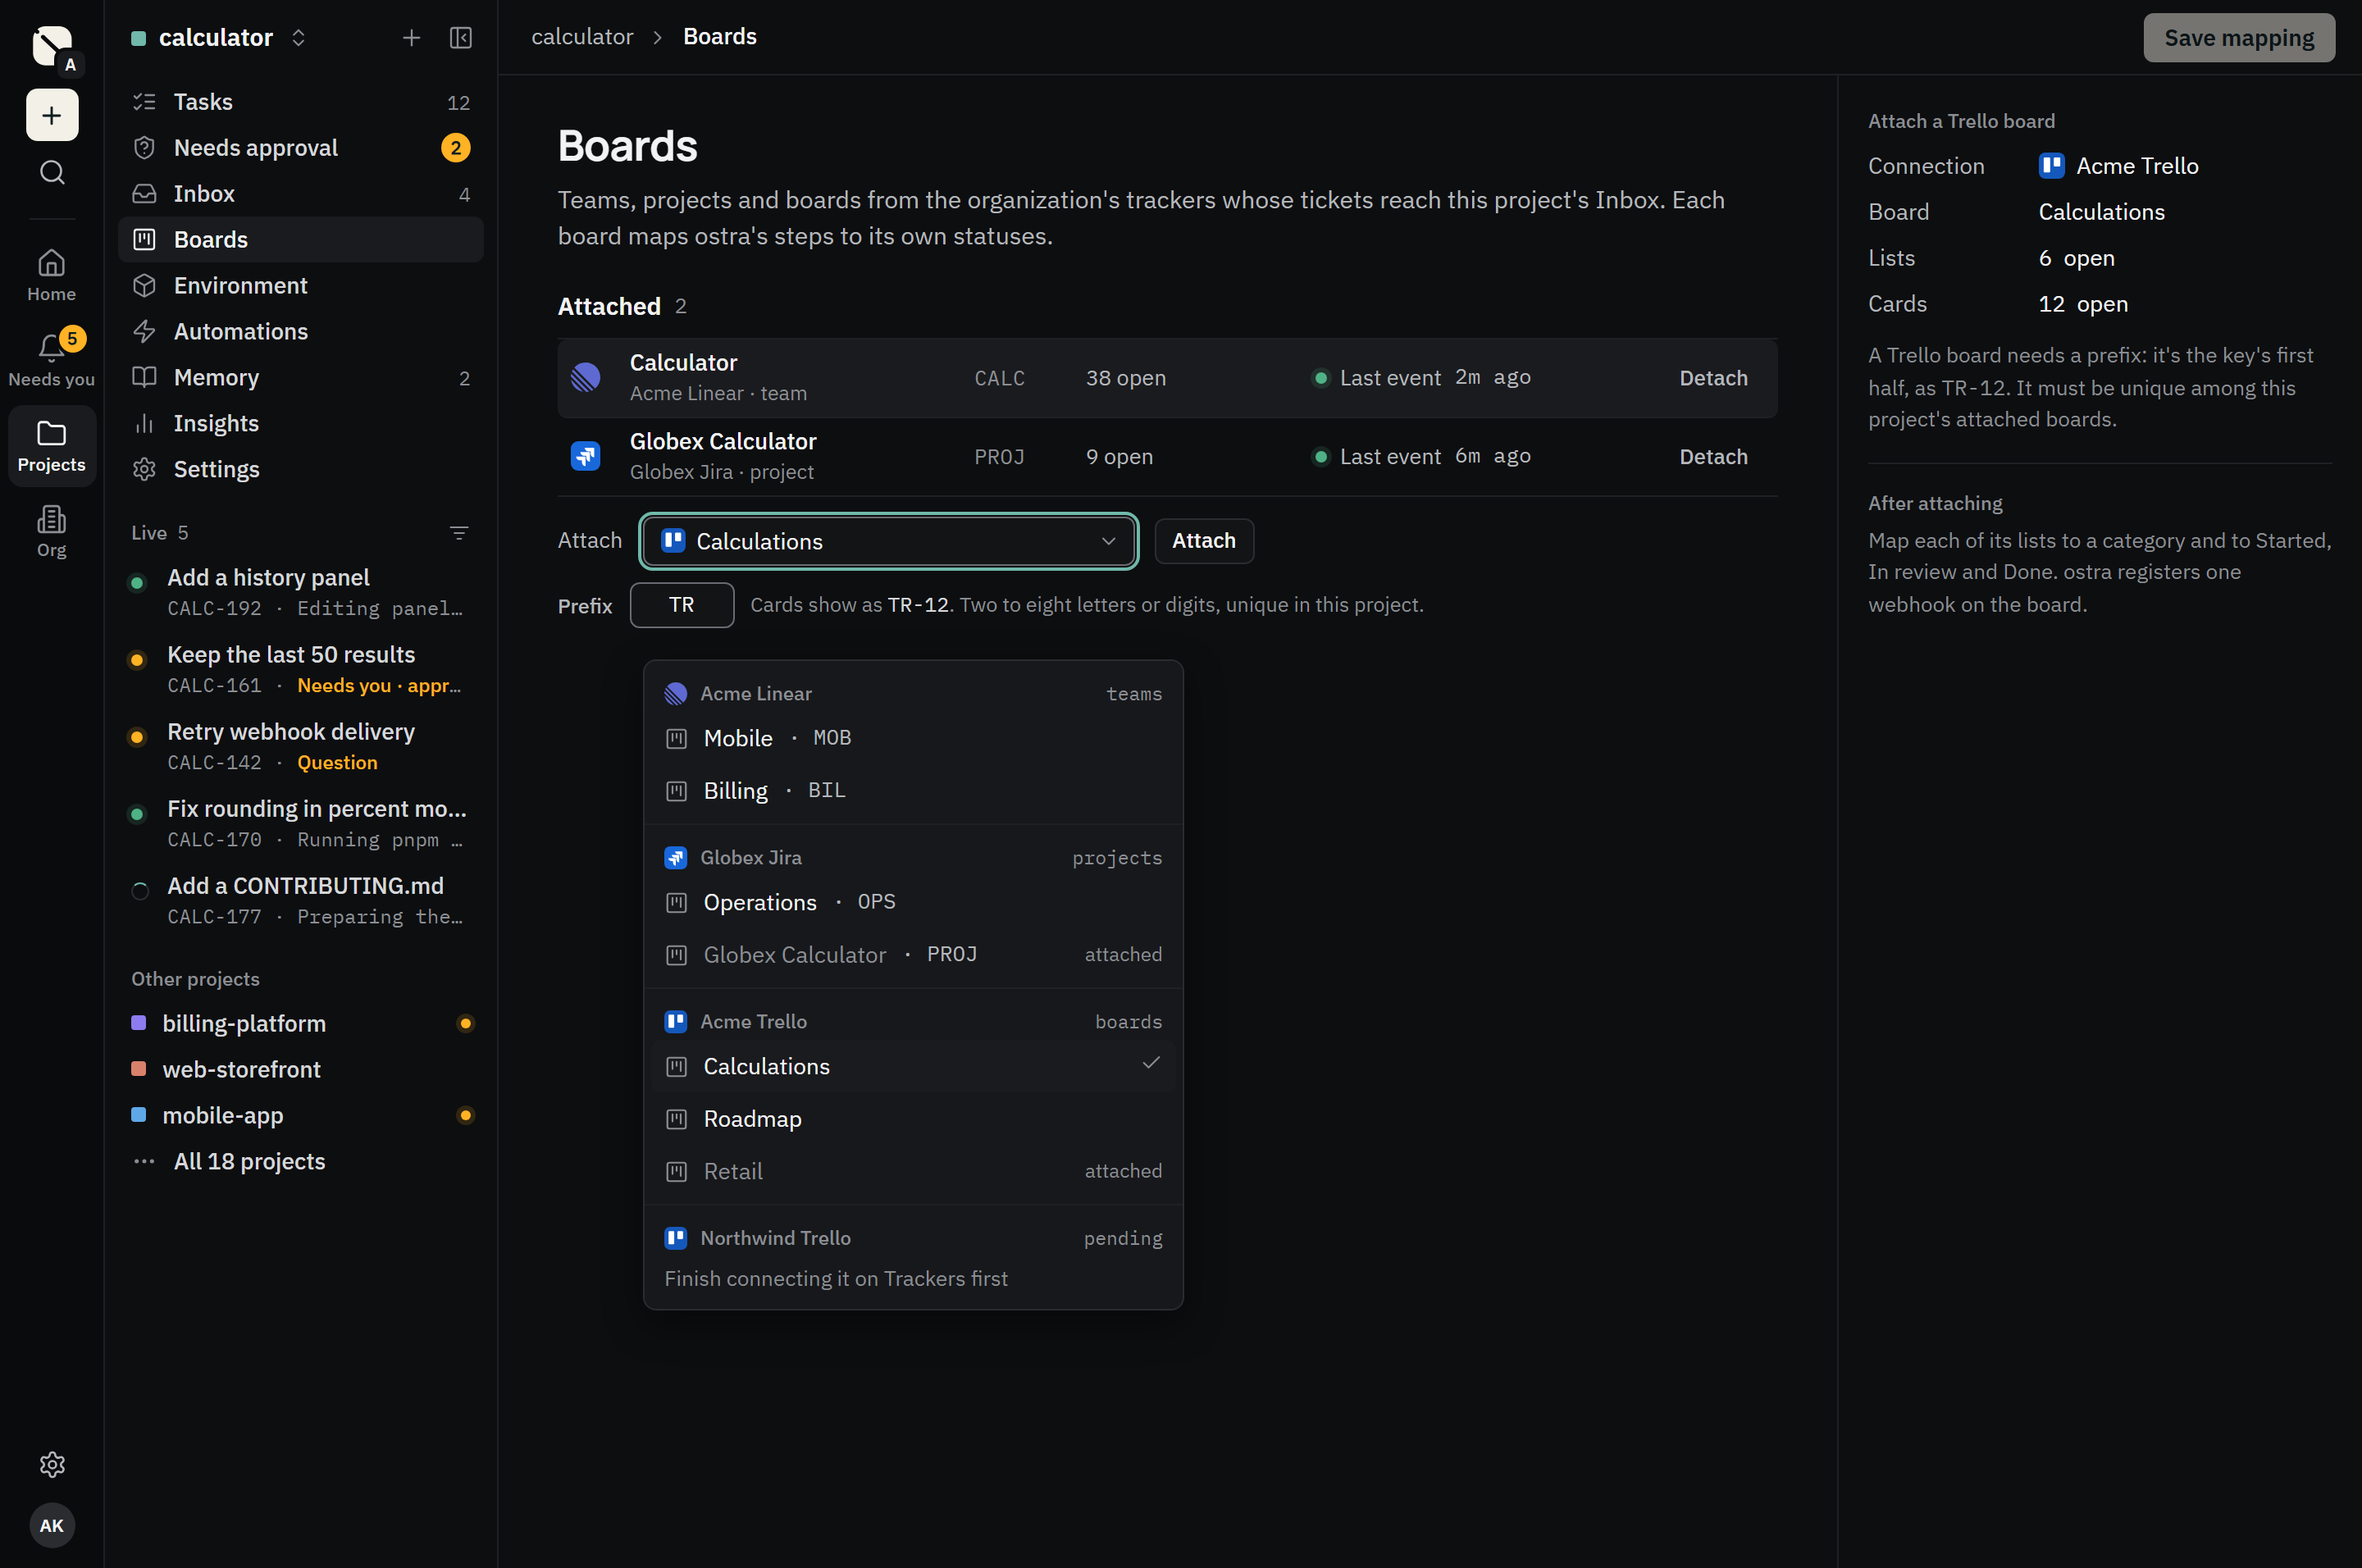 A
Home
5
Needs you
Projects
Org
AK
calculator
Tasks 12
Needs approval 2
Inbox 4
Boards
Environment
Automations
Memory 2
Insights
Settings
Live 5
Add a history panel
CALC-192 · Editing panel…
Keep the last 50 results
CALC-161 · Needs you · appr…
Retry webhook delivery
CALC-142 · Question
Fix rounding in percent mo…
CALC-170 · Running pnpm …
Add a CONTRIBUTING.md
CALC-177 · Preparing the…
Other projects
billing-platform
web-storefront
mobile-app
All 18 projects
calculator > Boards
Save mapping
Boards
Teams, projects and boards from the organization's trackers whose tickets reach this project's Inbox. Each
board maps ostra's steps to its own statuses.
Attached 2
Calculator
Acme Linear · team
CALC 38 open Last event 2m ago Detach
Globex Calculator
Globex Jira · project
PROJ 9 open Last event 6m ago Detach
Attach Calculations Attach
Prefix TR Cards show as TR-12. Two to eight letters or digits, unique in this project.
Acme Linear teams
Mobile · MOB
Billing · BIL
Globex Jira projects
Operations · OPS
Globex Calculator · PROJ attached
Acme Trello boards
Calculations
Roadmap
Retail attached
Northwind Trello pending
Finish connecting it on Trackers first
Attach a Trello board
Connection Acme Trello
Board Calculations
Lists 6 open
Cards 12 open
A Trello board needs a prefix: it's the key's first
half, as TR-12. It must be unique among this
project's attached boards.
After attaching
Map each of its lists to a category and to Started,
In review and Done. ostra registers one
webhook on the board.